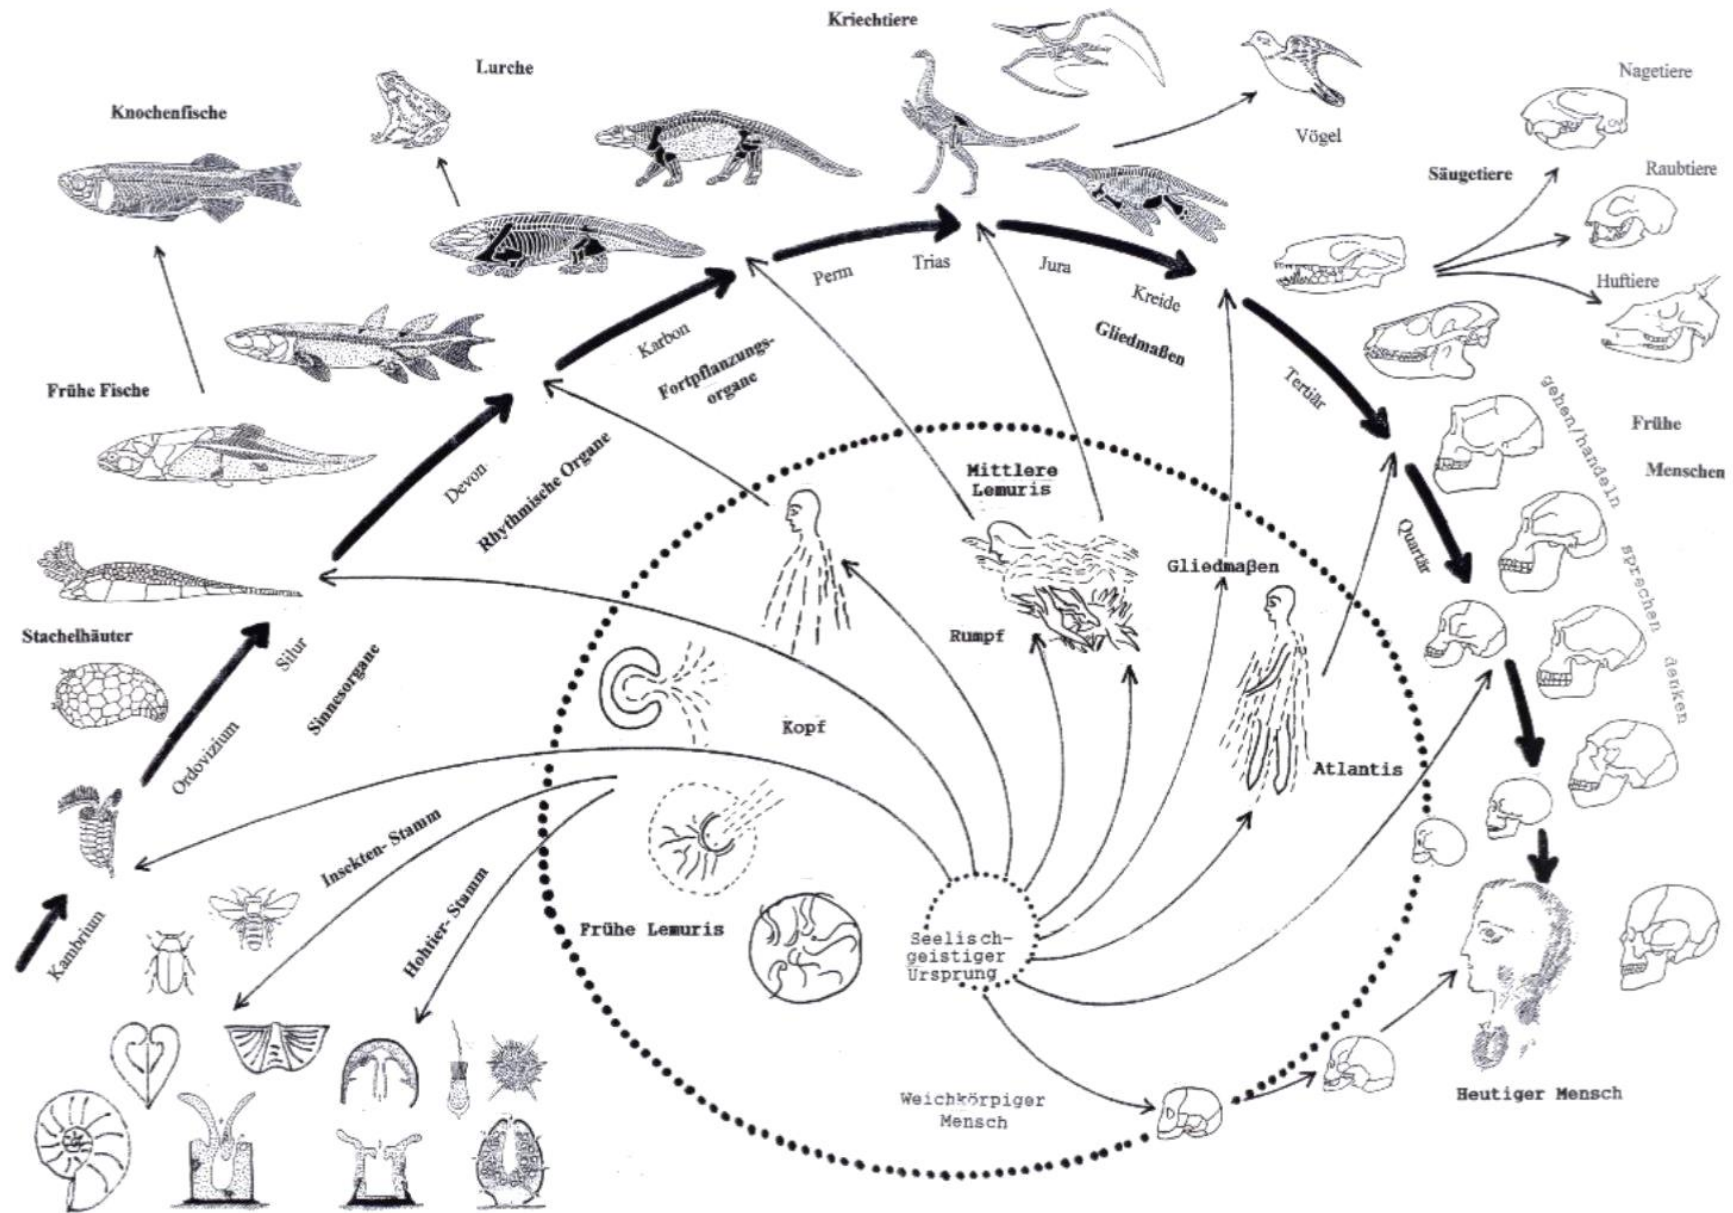 Kriechtiere
Lurche
Knochenfische
Nagetiere
Vögel
Säugetiere
Raubtiere
Huftiere
Perm
Trias
Jura
Kreide
Gliedmaßen
Karbon
Fortpflanzungs-
organe
Tertiär
Frühe Fische
gehen/handeln
Frühe
Menschen
Devon
Rhythmische Organe
Mittlere
Lemuris
Quartär
sprechen
Gliedmaßen
Rumpf
Stachelhäuter
Silur
Sinnesorgane
denken
Kopf
Ordovizium
Atlantis
Insekten- Stamm
Hohtier- Stamm
Kambrium
Frühe Lemuris
Seelisch-
geistiger
Ursprung
Weichkörpiger
Mensch
Heutiger Mensch